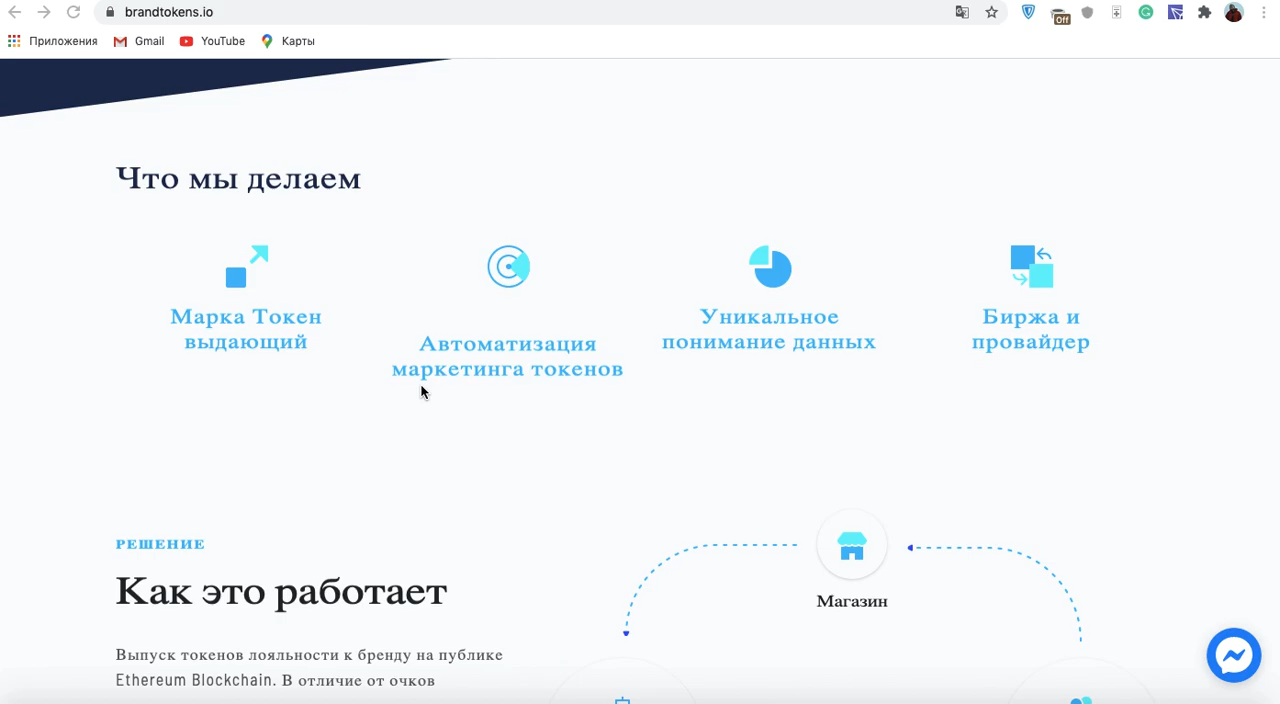 brandtokens.io
Off
Приложения Gmail YouTube Карты
Что мы делаем
Марка Токен
выдающий
Автоматизация
маркетинга токенов
Уникальное
понимание данных
Биржа и
провайдер
РЕШЕНИЕ
Как это работает
Выпуск токенов лояльности к бренду на публике
Ethereum Blockchain. В отличие от очков
Магазин